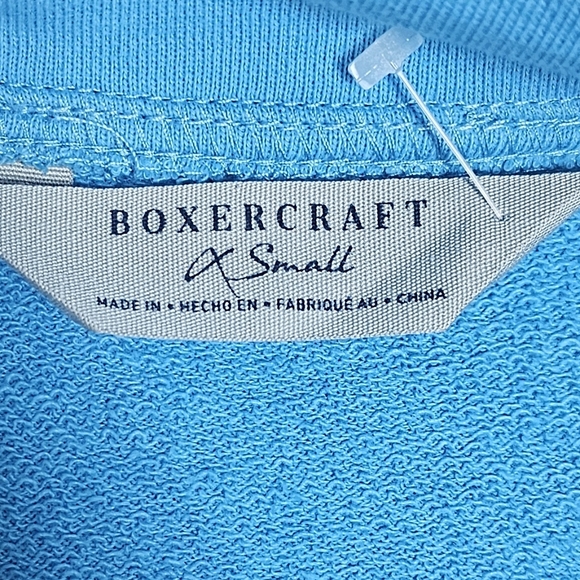 BOXERCRAFT
X Small
MADE IN • HECHO EN • FABRIQUÉ AU • CHINA